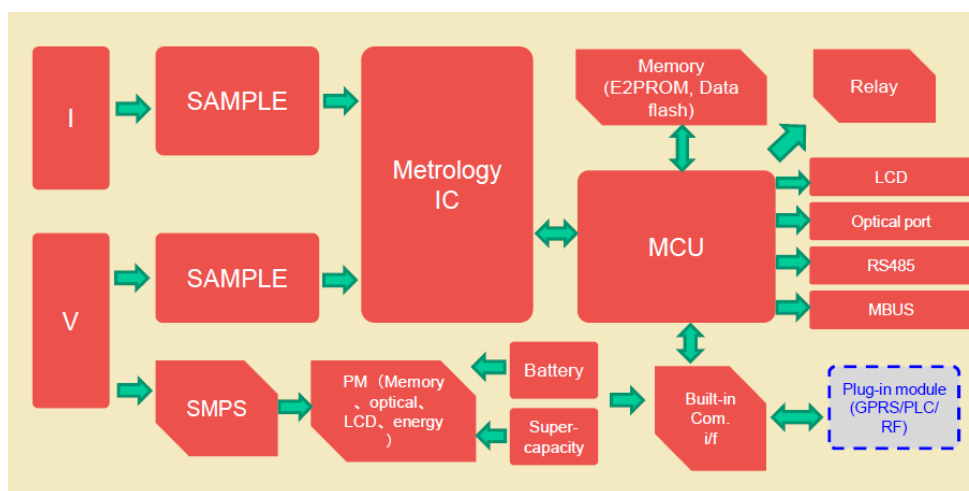 I
SAMPLE
Metrology
IC
Memory
(E2PROM, Data
flash)
Relay
V
SAMPLE
MCU
LCD
Optical port
RS485
MBUS
SMPS
PM（Memory
、optical、
LCD、energy
）
Battery
Super-
capacity
Built-in
Com.
i/f
Plug-in module
(GPRS/PLC/
RF)